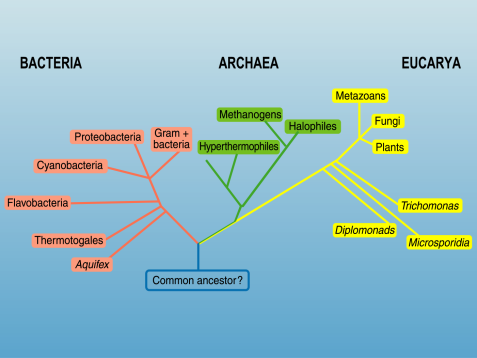 BACTERIA
ARCHAEA
EUCARYA
Metazoans
Methanogens
Fungi
Halophiles
Proteobacteria
Gram +
bacteria
Hyperthermophiles
Plants
Cyanobacteria
Flavobacteria
Trichomonas
Diplomonads
Thermotogales
Microsporidia
Aquifex
Common ancestor?